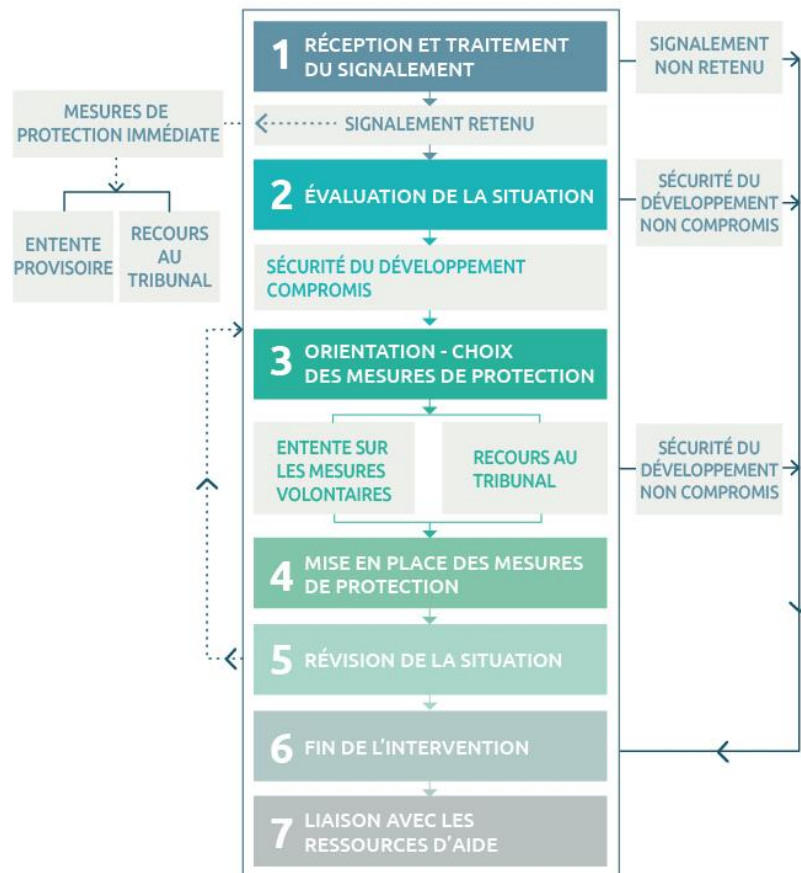 1 RÉCEPTION ET TRAITEMENT
DU SIGNALEMENT
SIGNALEMENT
NON RETENU
MESURES DE
PROTECTION IMMÉDIATE
SIGNALEMENT RETENU
ENTENTE
PROVISOIRE
RECOURS
AU
TRIBUNAL
2 ÉVALUATION DE LA SITUATION
SÉCURITÉ DU
DÉVELOPPEMENT
NON COMPROMIS
SÉCURITÉ DU DÉVELOPPEMENT
COMPROMIS
3 ORIENTATION - CHOIX
DES MESURES DE PROTECTION
ENTENTE SUR
LES MESURES
VOLONTAIRES
RECOURS AU
TRIBUNAL
SÉCURITÉ DU
DÉVELOPPEMENT
NON COMPROMIS
4 MISE EN PLACE DES MESURES
DE PROTECTION
5 RÉVISION DE LA SITUATION
6 FIN DE L'INTERVENTION
7 LIAISON AVEC LES
RESSOURCES D'AIDE